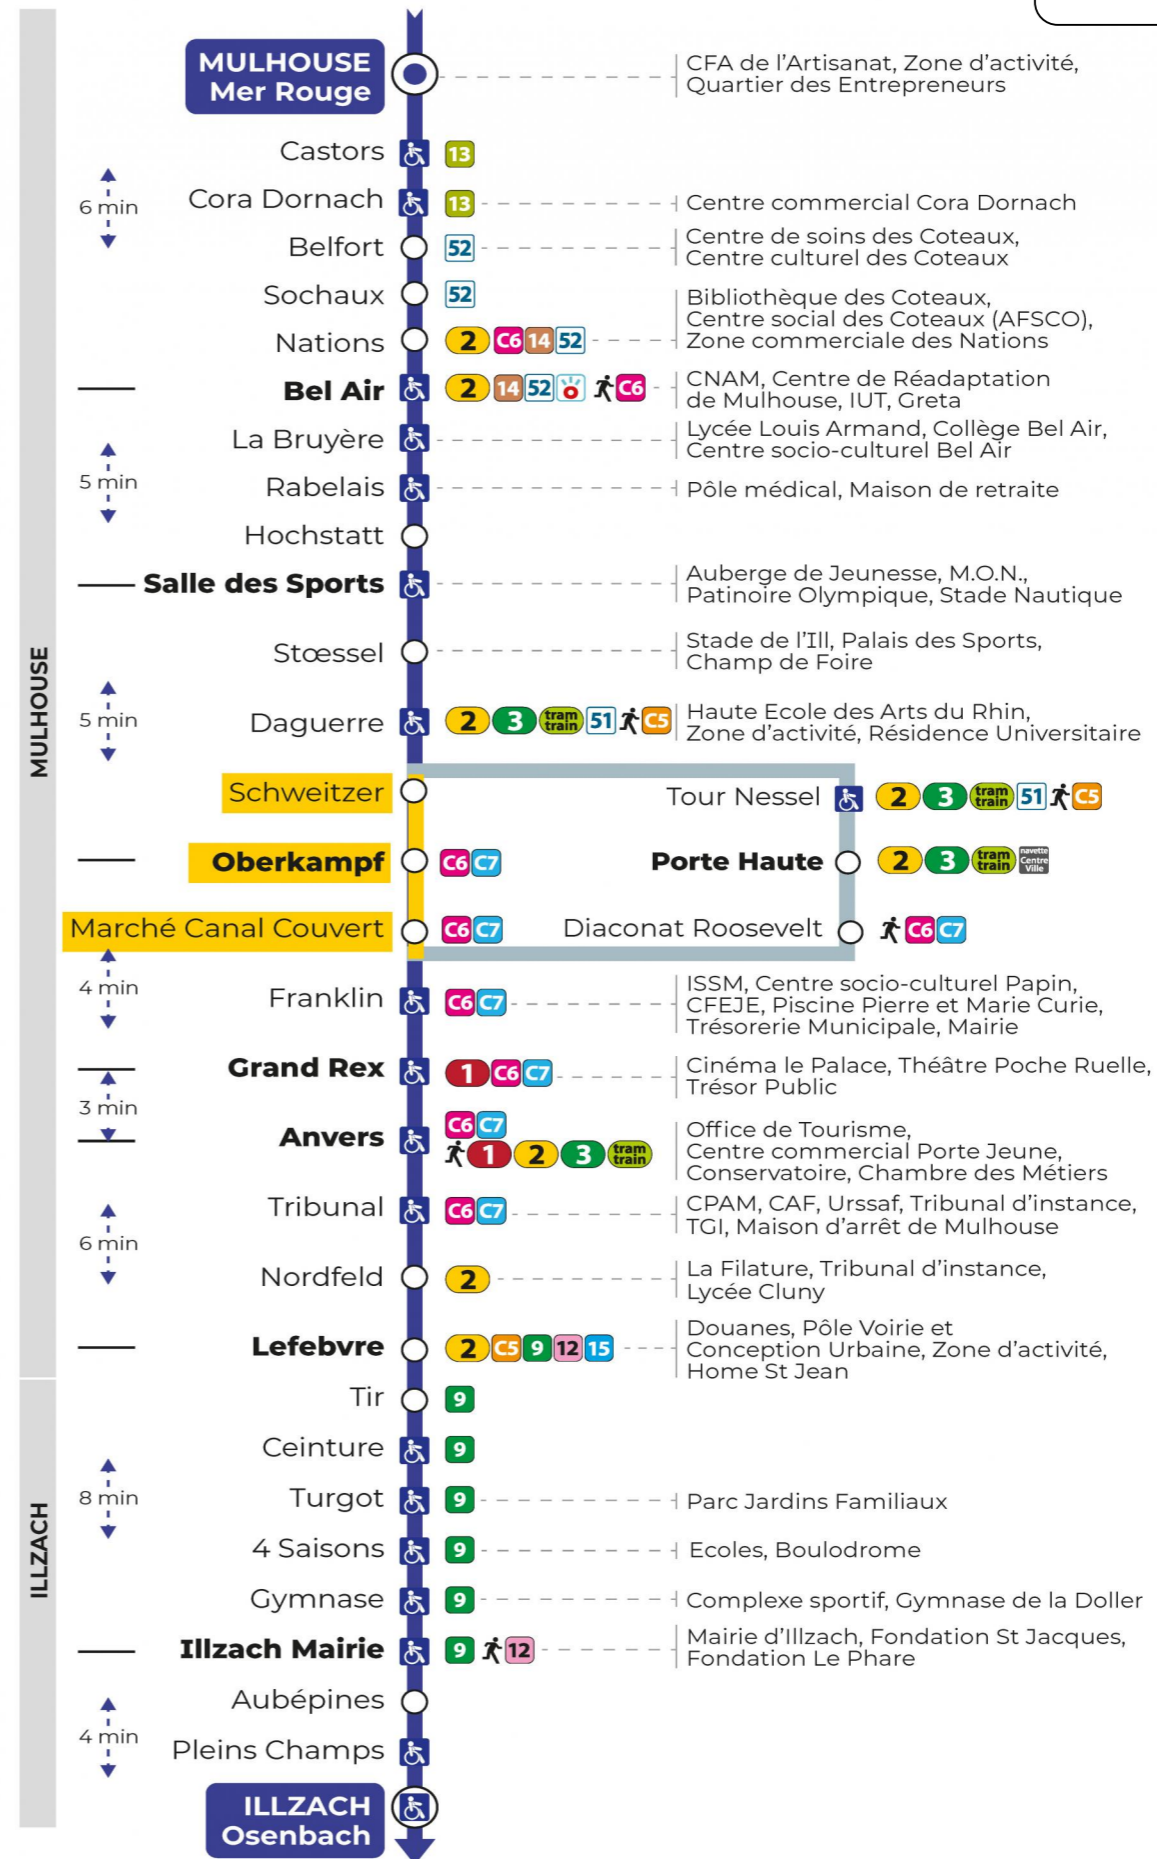 MULHOUSE
Mer Rouge
CFA de l'Artisanat, Zone d'activité,
Quartier des Entrepreneurs
Castors 13
6 min
Cora Dornach 13 Centre commercial Cora Dornach
Belfort 52
Centre de soins des Coteaux,
Centre culturel des Coteaux
Sochaux 52
Nations 2 C6 14 52
Bibliothèque des Coteaux,
Centre social des Coteaux (AFSCO),
Zone commerciale des Nations
Bel Air 2 14 52 C6
CNAM, Centre de Réadaptation
de Mulhouse, IUT, Greta
La Bruyère
Lycée Louis Armand, Collège Bel Air,
Centre socio-culturel Bel Air
5 min
Rabelais Pôle médical, Maison de retraite
Hochstatt
Salle des Sports
Auberge de Jeunesse, M.O.N.,
Patinoire Olympique, Stade Nautique
Stœssel
Stade de l'Ill, Palais des Sports,
Champ de Foire
MULHOUSE
5 min
Daguerre 2 3 tram train 51 C5
Haute Ecole des Arts du Rhin,
Zone d'activité, Résidence Universitaire
Schweitzer
Tour Nessel 2 3 tram train 51 C5
Oberkampf C6 C7
Porte Haute 2 3 tram train navette Centre Ville
Marché Canal Couvert C6 C7
Diaconat Roosevelt C6 C7
4 min
Franklin C6 C7
ISSM, Centre socio-culturel Papin,
CFEJE, Piscine Pierre et Marie Curie,
Trésorerie Municipale, Mairie
Grand Rex 1 C6 C7
Cinéma le Palace, Théâtre Poche Ruelle,
Trésor Public
3 min
Anvers C6 C7
1 2 3 tram train
Office de Tourisme,
Centre commercial Porte Jeune,
Conservatoire, Chambre des Métiers
Tribunal C6 C7
CPAM, CAF, Urssaf, Tribunal d'instance,
TGI, Maison d'arrêt de Mulhouse
6 min
Nordfeld 2
La Filature, Tribunal d'instance,
Lycée Cluny
Lefebvre 2 C5 9 12 15
Douanes, Pôle Voirie et
Conception Urbaine, Zone d'activité,
Home St Jean
Tir 9
Ceinture 9
8 min
Turgot 9 Parc Jardins Familiaux
ILLZACH
4 Saisons 9 Ecoles, Boulodrome
Gymnase 9 Complexe sportif, Gymnase de la Doller
Illzach Mairie 9 12
Mairie d'Illzach, Fondation St Jacques,
Fondation Le Phare
Aubépines
4 min
Pleins Champs
ILLZACH
Osenbach